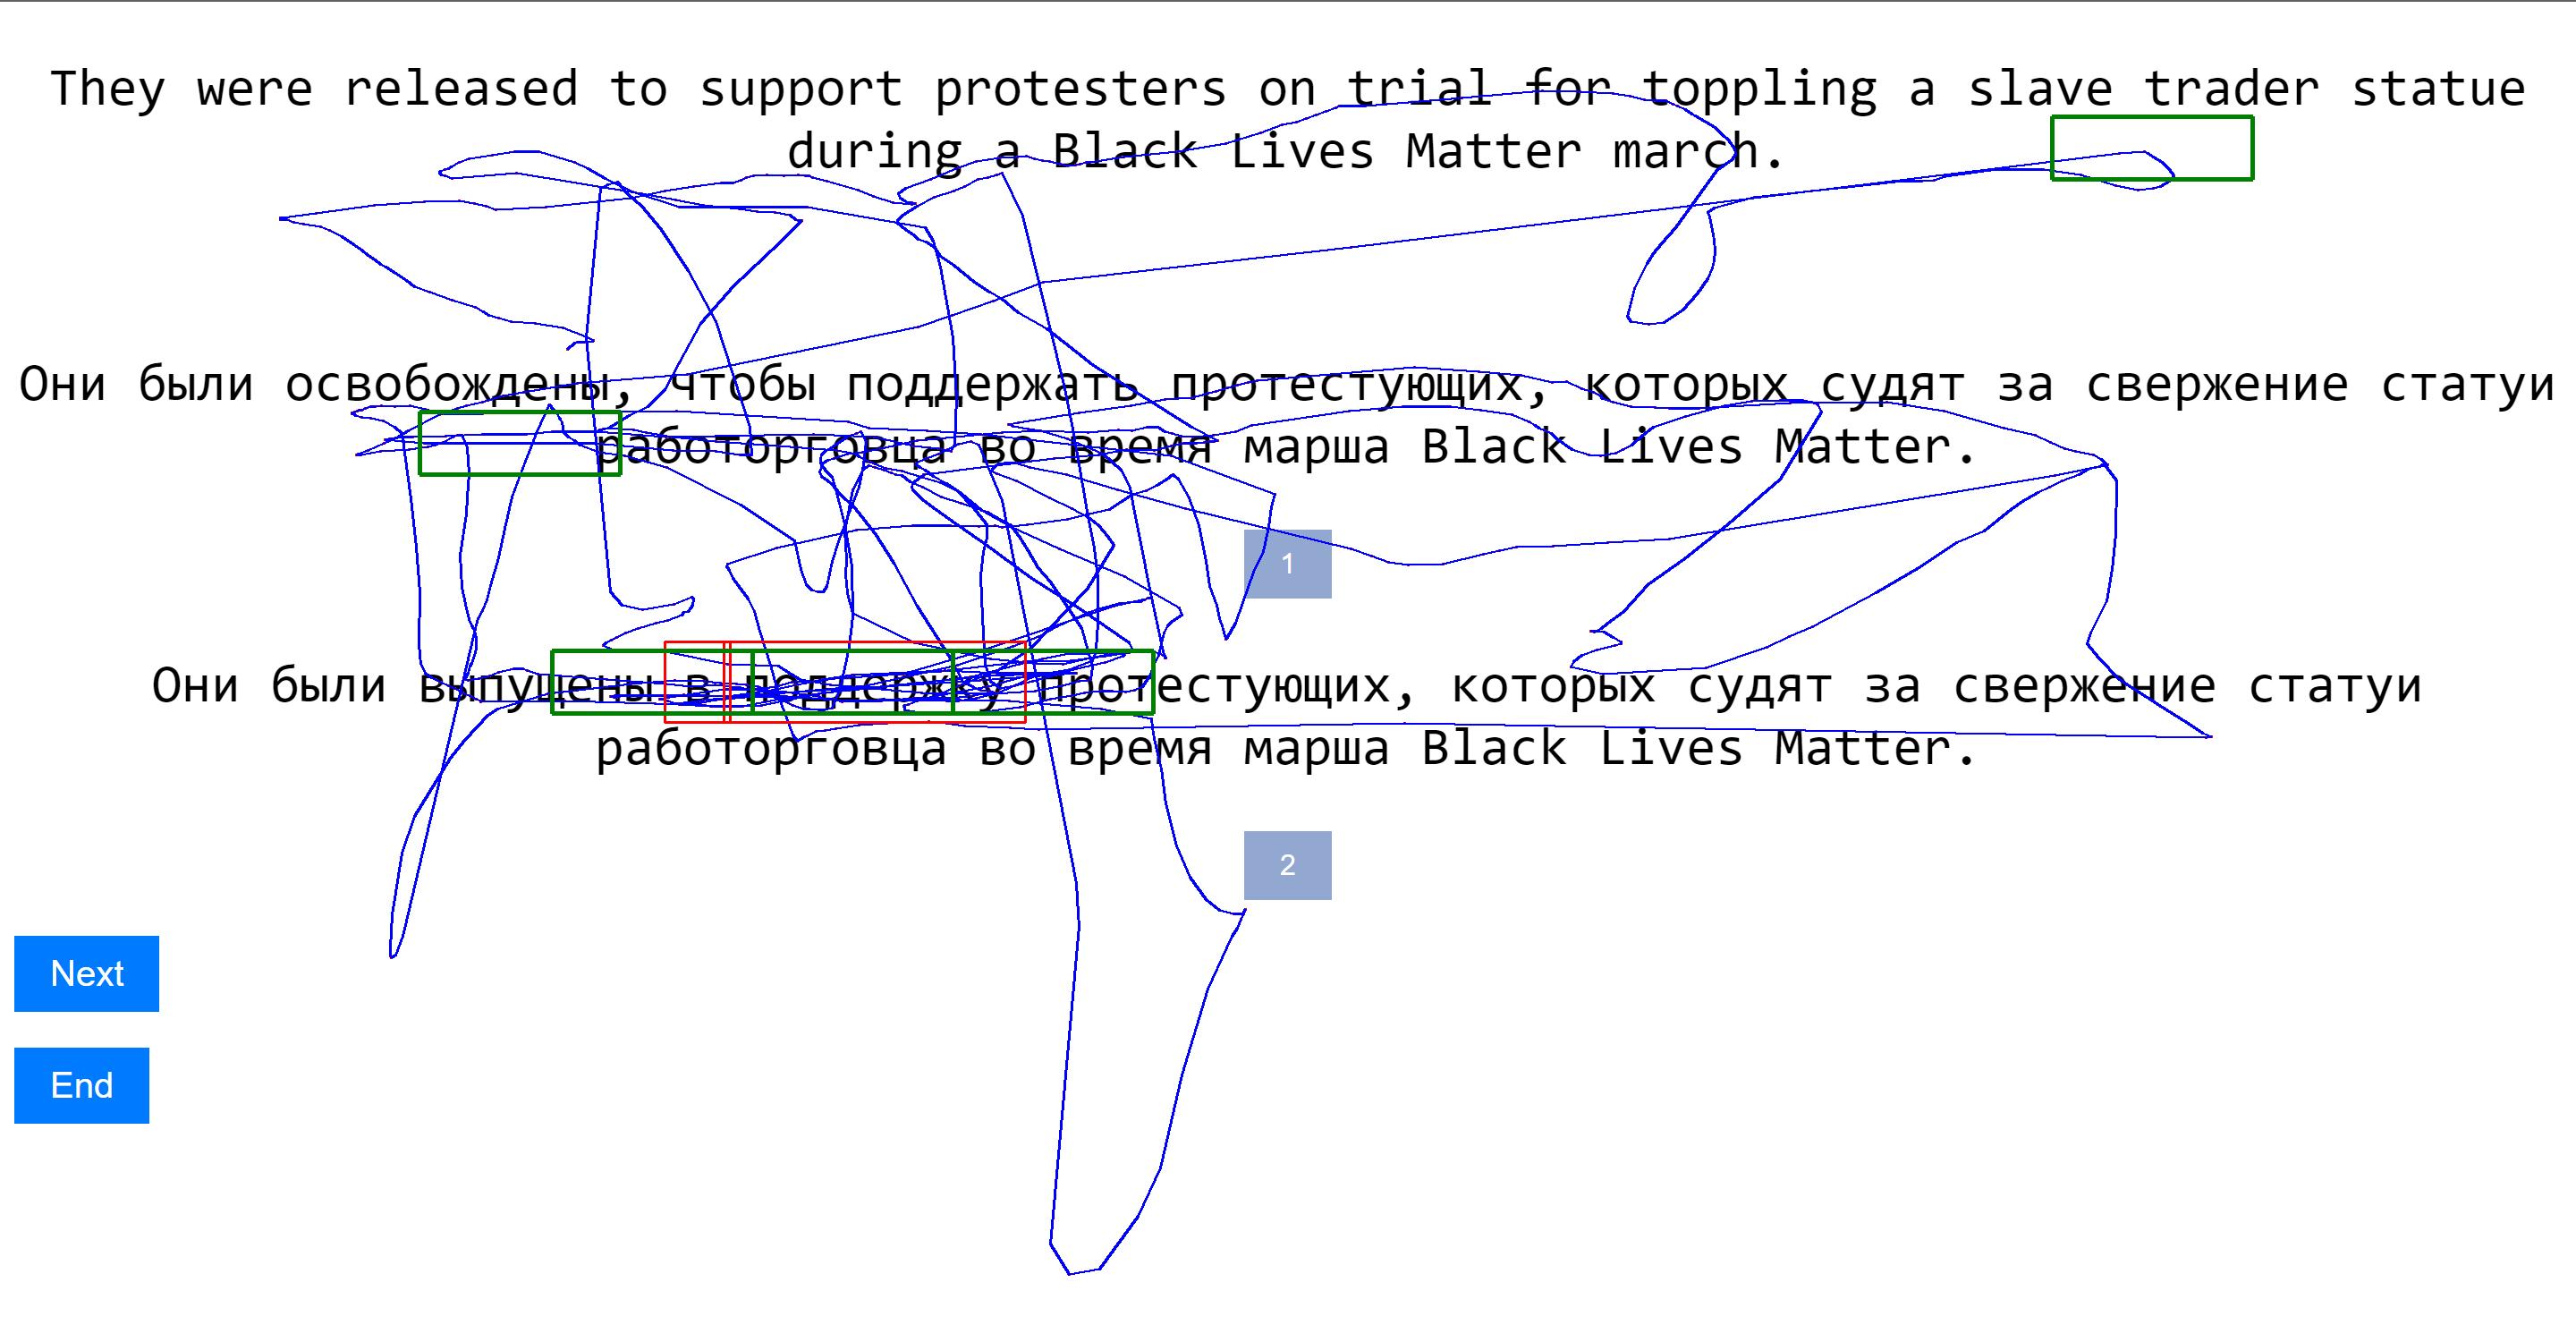 They were released to support protesters on trial for toppling a slave trader statue
during a Black Lives Matter march.
Они были освобождены, чтобы поддержать протестующих, которых судят за свержение статуи
работорговца во время марша Black Lives Matter.
1
Они были выпущены в поддержку протестующих, которых судят за свержение статуи
работорговца во время марша Black Lives Matter.
2
Next
End